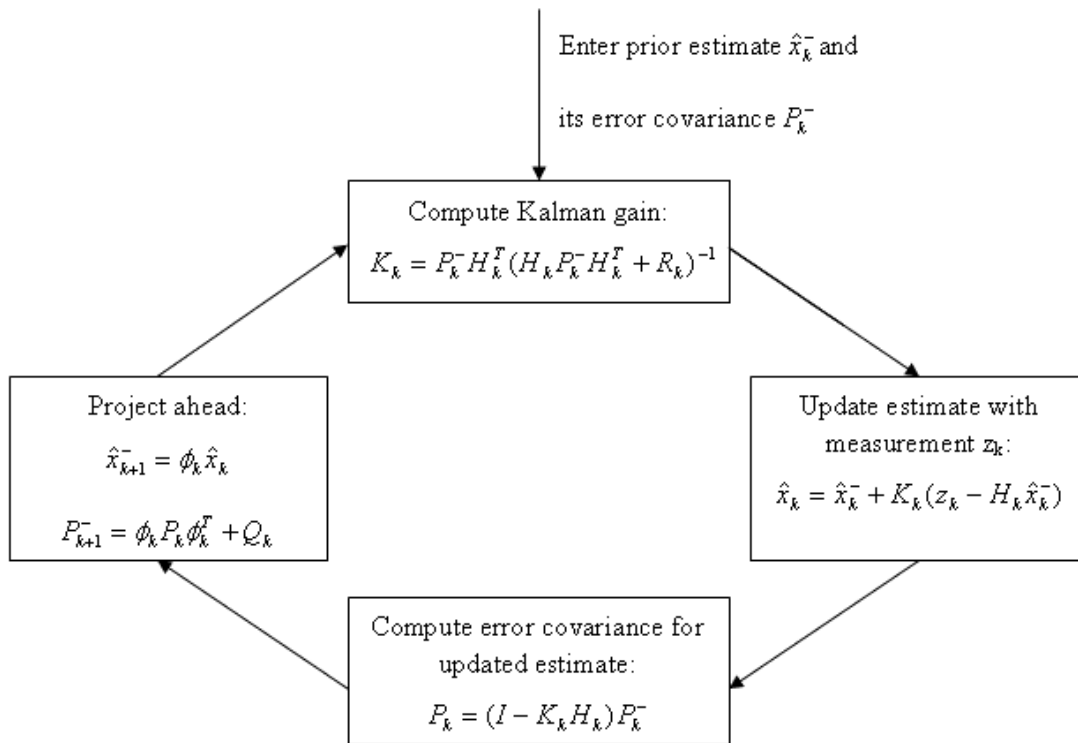 Enter prior estimate x̂ₖ⁻ and
its error covariance Pₖ⁻
Compute Kalman gain:
Kₖ = Pₖ⁻Hₖᵀ(HₖPₖ⁻Hₖᵀ + Rₖ)⁻¹
Update estimate with
measurement zₖ:
x̂ₖ = x̂ₖ⁻ + Kₖ(zₖ − Hₖx̂ₖ⁻)
Compute error covariance for
updated estimate:
Pₖ = (I − KₖHₖ)Pₖ⁻
Project ahead:
x̂ₖ₊₁⁻ = ϕₖx̂ₖ
Pₖ₊₁⁻ = ϕₖPₖϕₖᵀ + Qₖ